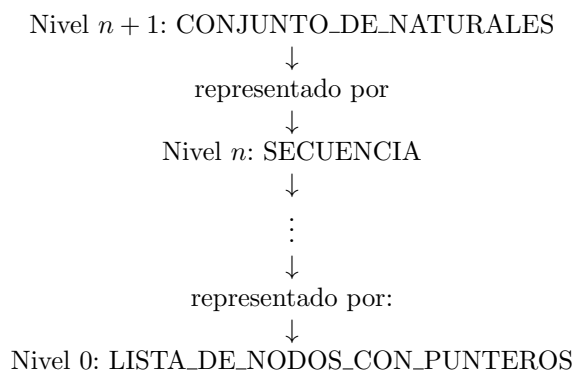 Nivel n + 1: CONJUNTO_DE_NATURALES
↓
representado por
↓
Nivel n: SECUENCIA
↓
⋮
↓
representado por:
↓
Nivel 0: LISTA_DE_NODOS_CON_PUNTEROS